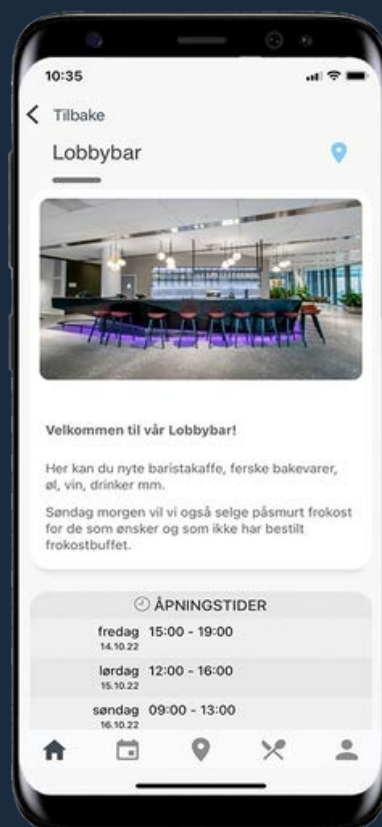 10:35
Tilbake
Lobbybar
Velkommen til vår Lobbybar!
Her kan du nyte baristakaffe, ferske bakevarer,
øl, vin, drinker mm.
Søndag morgen vil vi også selge påsmurt frokost
for de som ønsker og som ikke har bestilt
frokostbuffet.
ÅPNINGSTIDER
fredag 15:00 - 19:00
14.10.22
lørdag 12:00 - 16:00
15.10.22
søndag 09:00 - 13:00
16.10.22